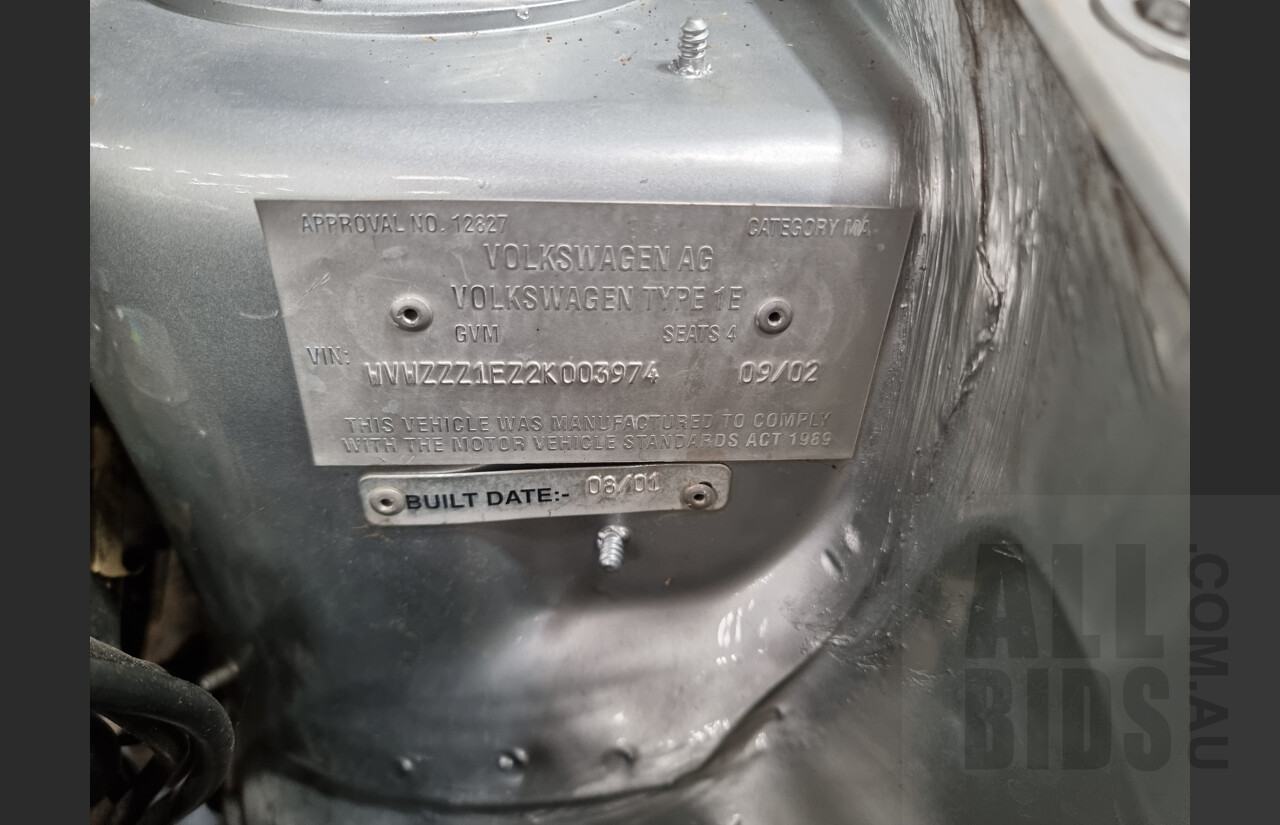 APPROVAL NO. 12827 CATEGORY MA
VOLKSWAGEN AG
VOLKSWAGEN TYPE 1E
GVM SEATS 4
VIN: WVWZZZ1EZ2K003974 09/02
THIS VEHICLE WAS MANUFACTURED TO COMPLY
WITH THE MOTOR VEHICLE STANDARDS ACT 1989
BUILT DATE:- 08/01
ALL
BIDS
.COM.AU